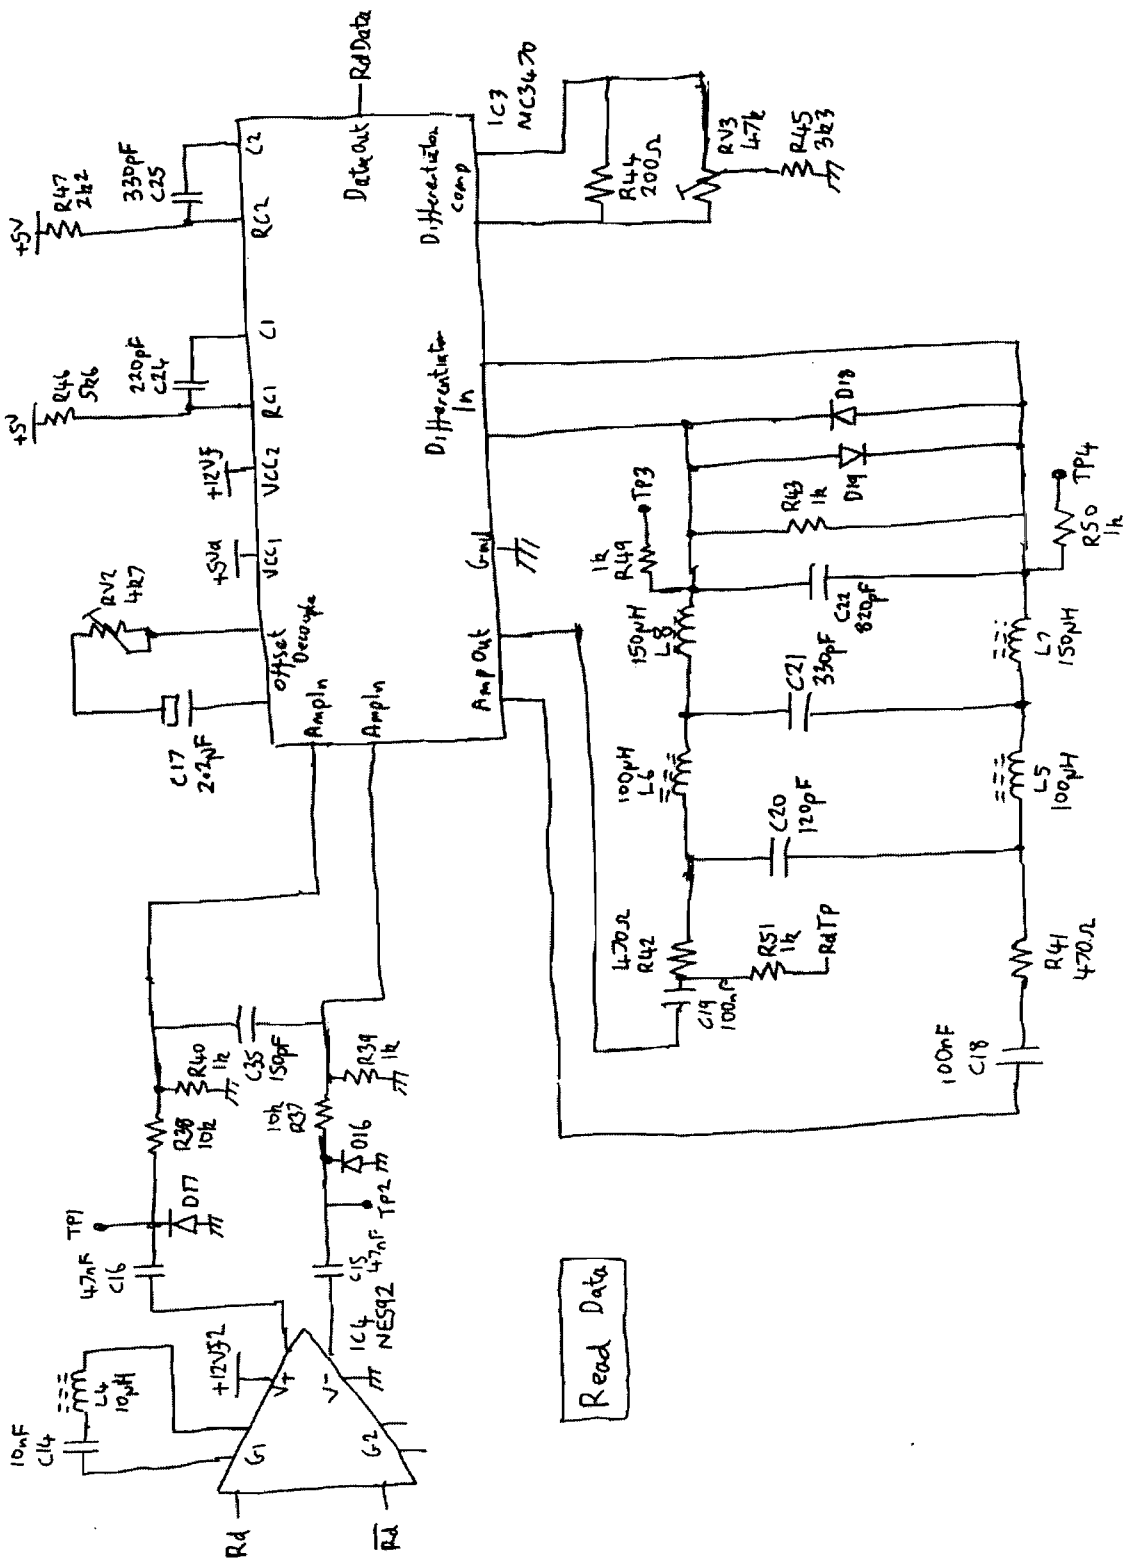 Rd
R̅d̅
10nF
C14
L4
10µH
G1
G2
+12Vf2
V+
V-
IC4
NE592
47nF
C16
C15
47nF
TP1
D17
TP2
D16
R38
10k
R40
1k
10k
R37
R39
1k
C35
150pF
C17
2.2µF
RV2
4k7
Offset
Decouple
AmpIn
AmpIn
Amp Out
+5Va
VCC1
+12Vf
VCC2
+5V
R46
5k6
220pF
C24
RC1
C1
+5V
R47
2k2
330pF
C25
RC2
C2
Data Out
RdData
Gnd
Differentiator
In
Differentiator
comp
IC3
MC3470
R44
200Ω
RV3
47k
R45
3k3
100nF
C18
C19
100nF
470Ω
R42
R51
1k
RdTP
R41
470Ω
C20
120pF
100µH
L6
L5
100µH
C21
330pF
150µH
L8
L7
150µH
1k
R49
TP3
C22
820pF
R43
1k
D19
D18
R50
1k
TP4
Read Data